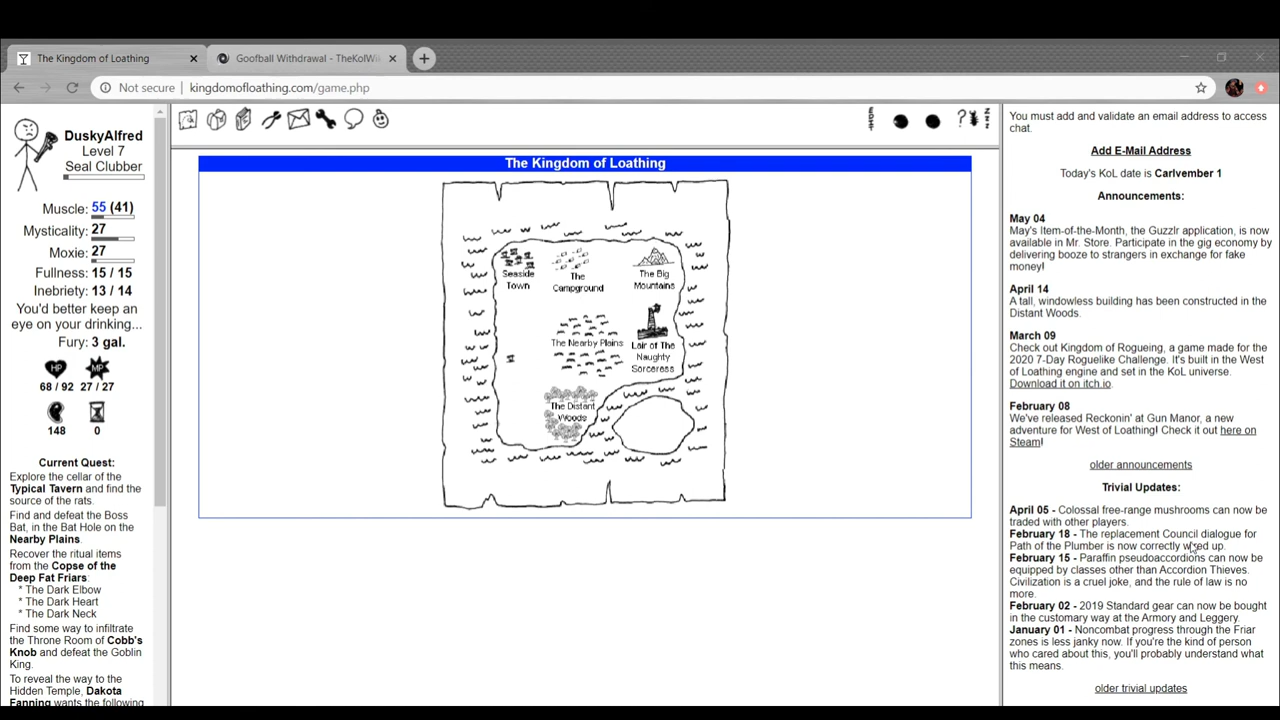 The Kingdom of Loathing
Goofball Withdrawal - TheKolWi
Not secure
kingdomofloathing.com/game.php
DuskyAlfred
Level 7
Seal Clubber
Muscle: 55 (41)
Mysticality: 27
Moxie: 27
Fullness: 15 / 15
Inebriety: 13 / 14
You'd better keep an
eye on your drinking...
Fury: 3 gal.
HP
MP
68 / 92
27 / 27
148
0
Current Quest:
Explore the cellar of the
Typical Tavern and find the
source of the rats.
Find and defeat the Boss
Bat, in the Bat Hole on the
Nearby Plains.
Recover the ritual items
from the Copse of the
Deep Fat Friars:
* The Dark Elbow
* The Dark Heart
* The Dark Neck
Find some way to infiltrate
the Throne Room of Cobb's
Knob and defeat the Goblin
King.
To reveal the way to the
Hidden Temple, Dakota
Fanning wants the following
The Kingdom of Loathing
Seaside
Town
The
Campground
The Big
Mountains
The Nearby Plains
Lair of The
Naughty
Sorceress
The Distant
Woods
You must add and validate an email address to access
chat.
Add E-Mail Address
Today's KoL date is Carlvember 1
Announcements:
May 04
May's Item-of-the-Month, the Guzzlr application, is now
available in Mr. Store. Participate in the gig economy by
delivering booze to strangers in exchange for fake
money!
April 14
A tall, windowless building has been constructed in the
Distant Woods.
March 09
Check out Kingdom of Rogueing, a game made for the
2020 7-Day Roguelike Challenge. It's built in the West
of Loathing engine and set in the KoL universe.
Download it on itch.io.
February 08
We've released Reckonin' at Gun Manor, a new
adventure for West of Loathing! Check it out here on
Steam!
older announcements
Trivial Updates:
April 05 - Colossal free-range mushrooms can now be
traded with other players.
February 18 - The replacement Council dialogue for
Path of the Plumber is now correctly wired up.
February 15 - Paraffin pseudoaccordions can now be
equipped by classes other than Accordion Thieves.
Civilization is a cruel joke, and the rule of law is no
more.
February 02 - 2019 Standard gear can now be bought
in the customary way at the Armory and Leggery.
January 01 - Noncombat progress through the Friar
zones is less janky now. If you're the kind of person
who cared about this, you'll probably understand what
this means.
older trivial updates